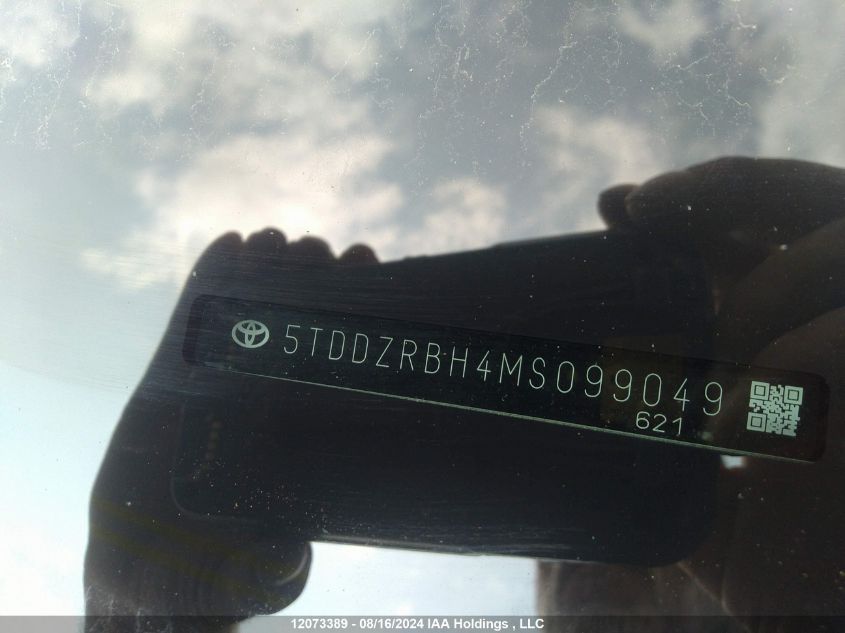 5TDDZRBH4MS099049
621
12073389 - 08/16/2024 IAA Holdings , LLC